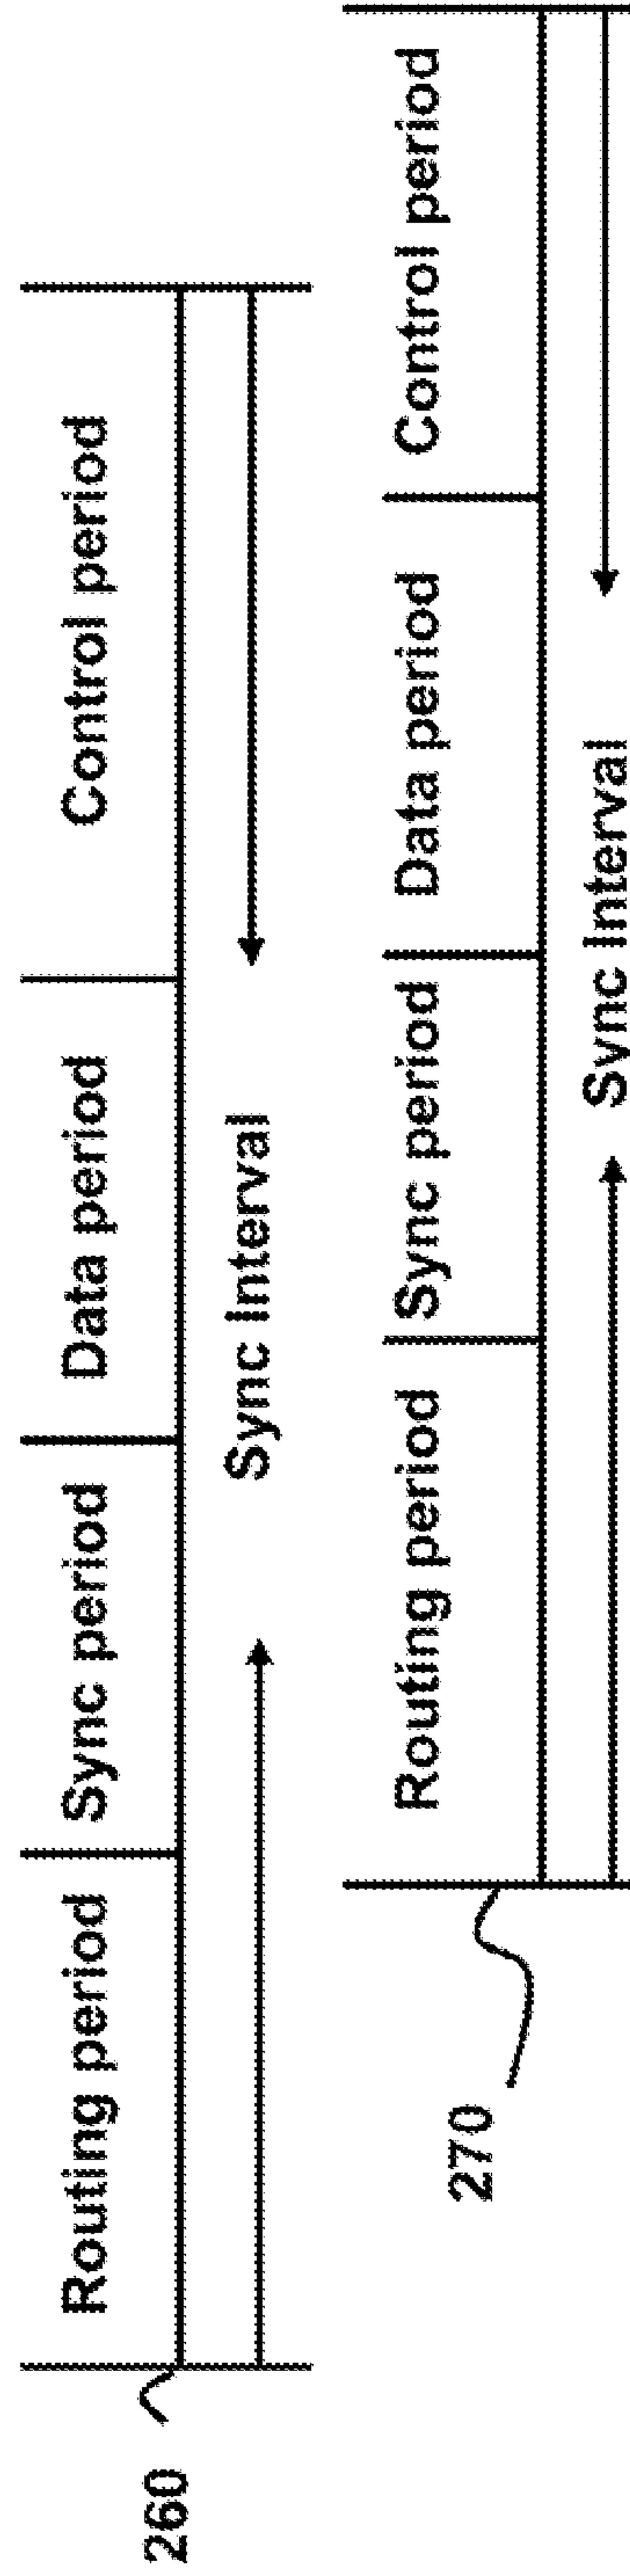 Routing period
Sync period
Data period
Control period
Sync Interval
260
Routing period
Sync period
Data period
Control period
Sync Interval
270